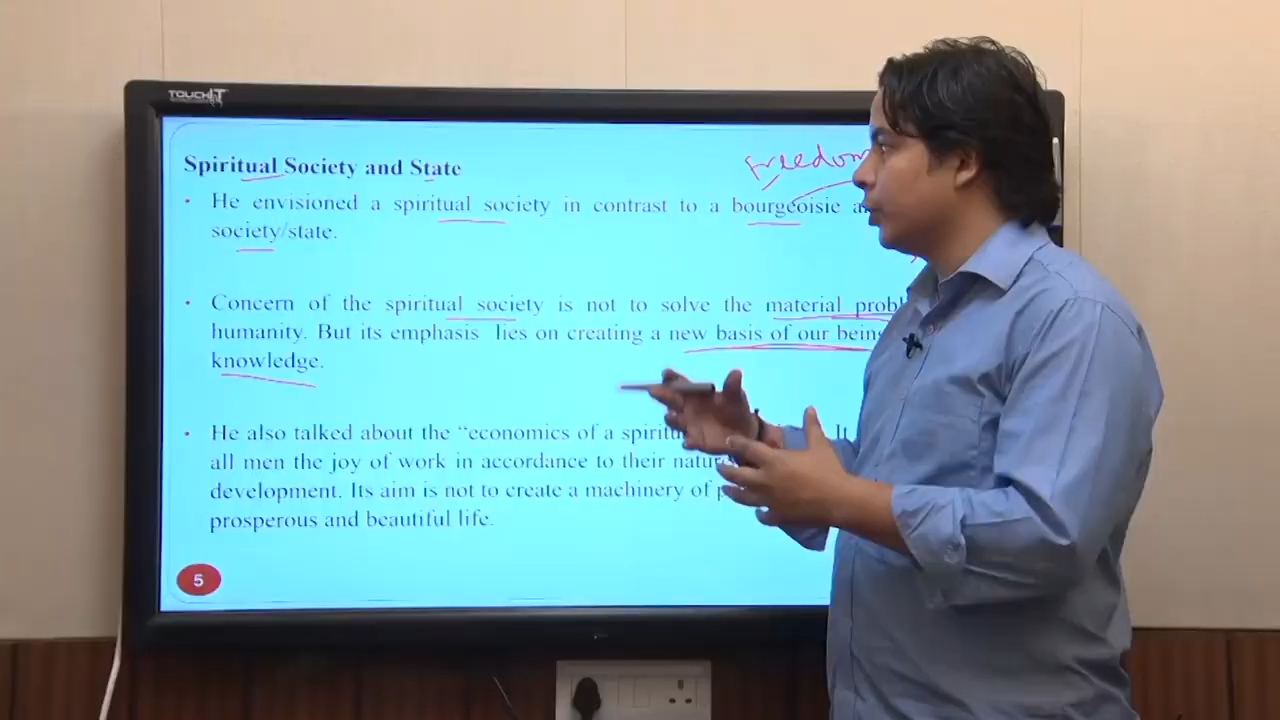 TOUCHIT
Freedom
Spiritual Society and State
• He envisioned a spiritual society in contrast to a bourgeoisie
society/state.
• Concern of the spiritual society is not to solve the material
humanity. But its emphasis lies on creating a new basis of our being
knowledge.
• He also talked about the “economics of a It
all men the joy of work in accordance to their
development. Its aim is not to create a machinery of
prosperous and beautiful life.
5